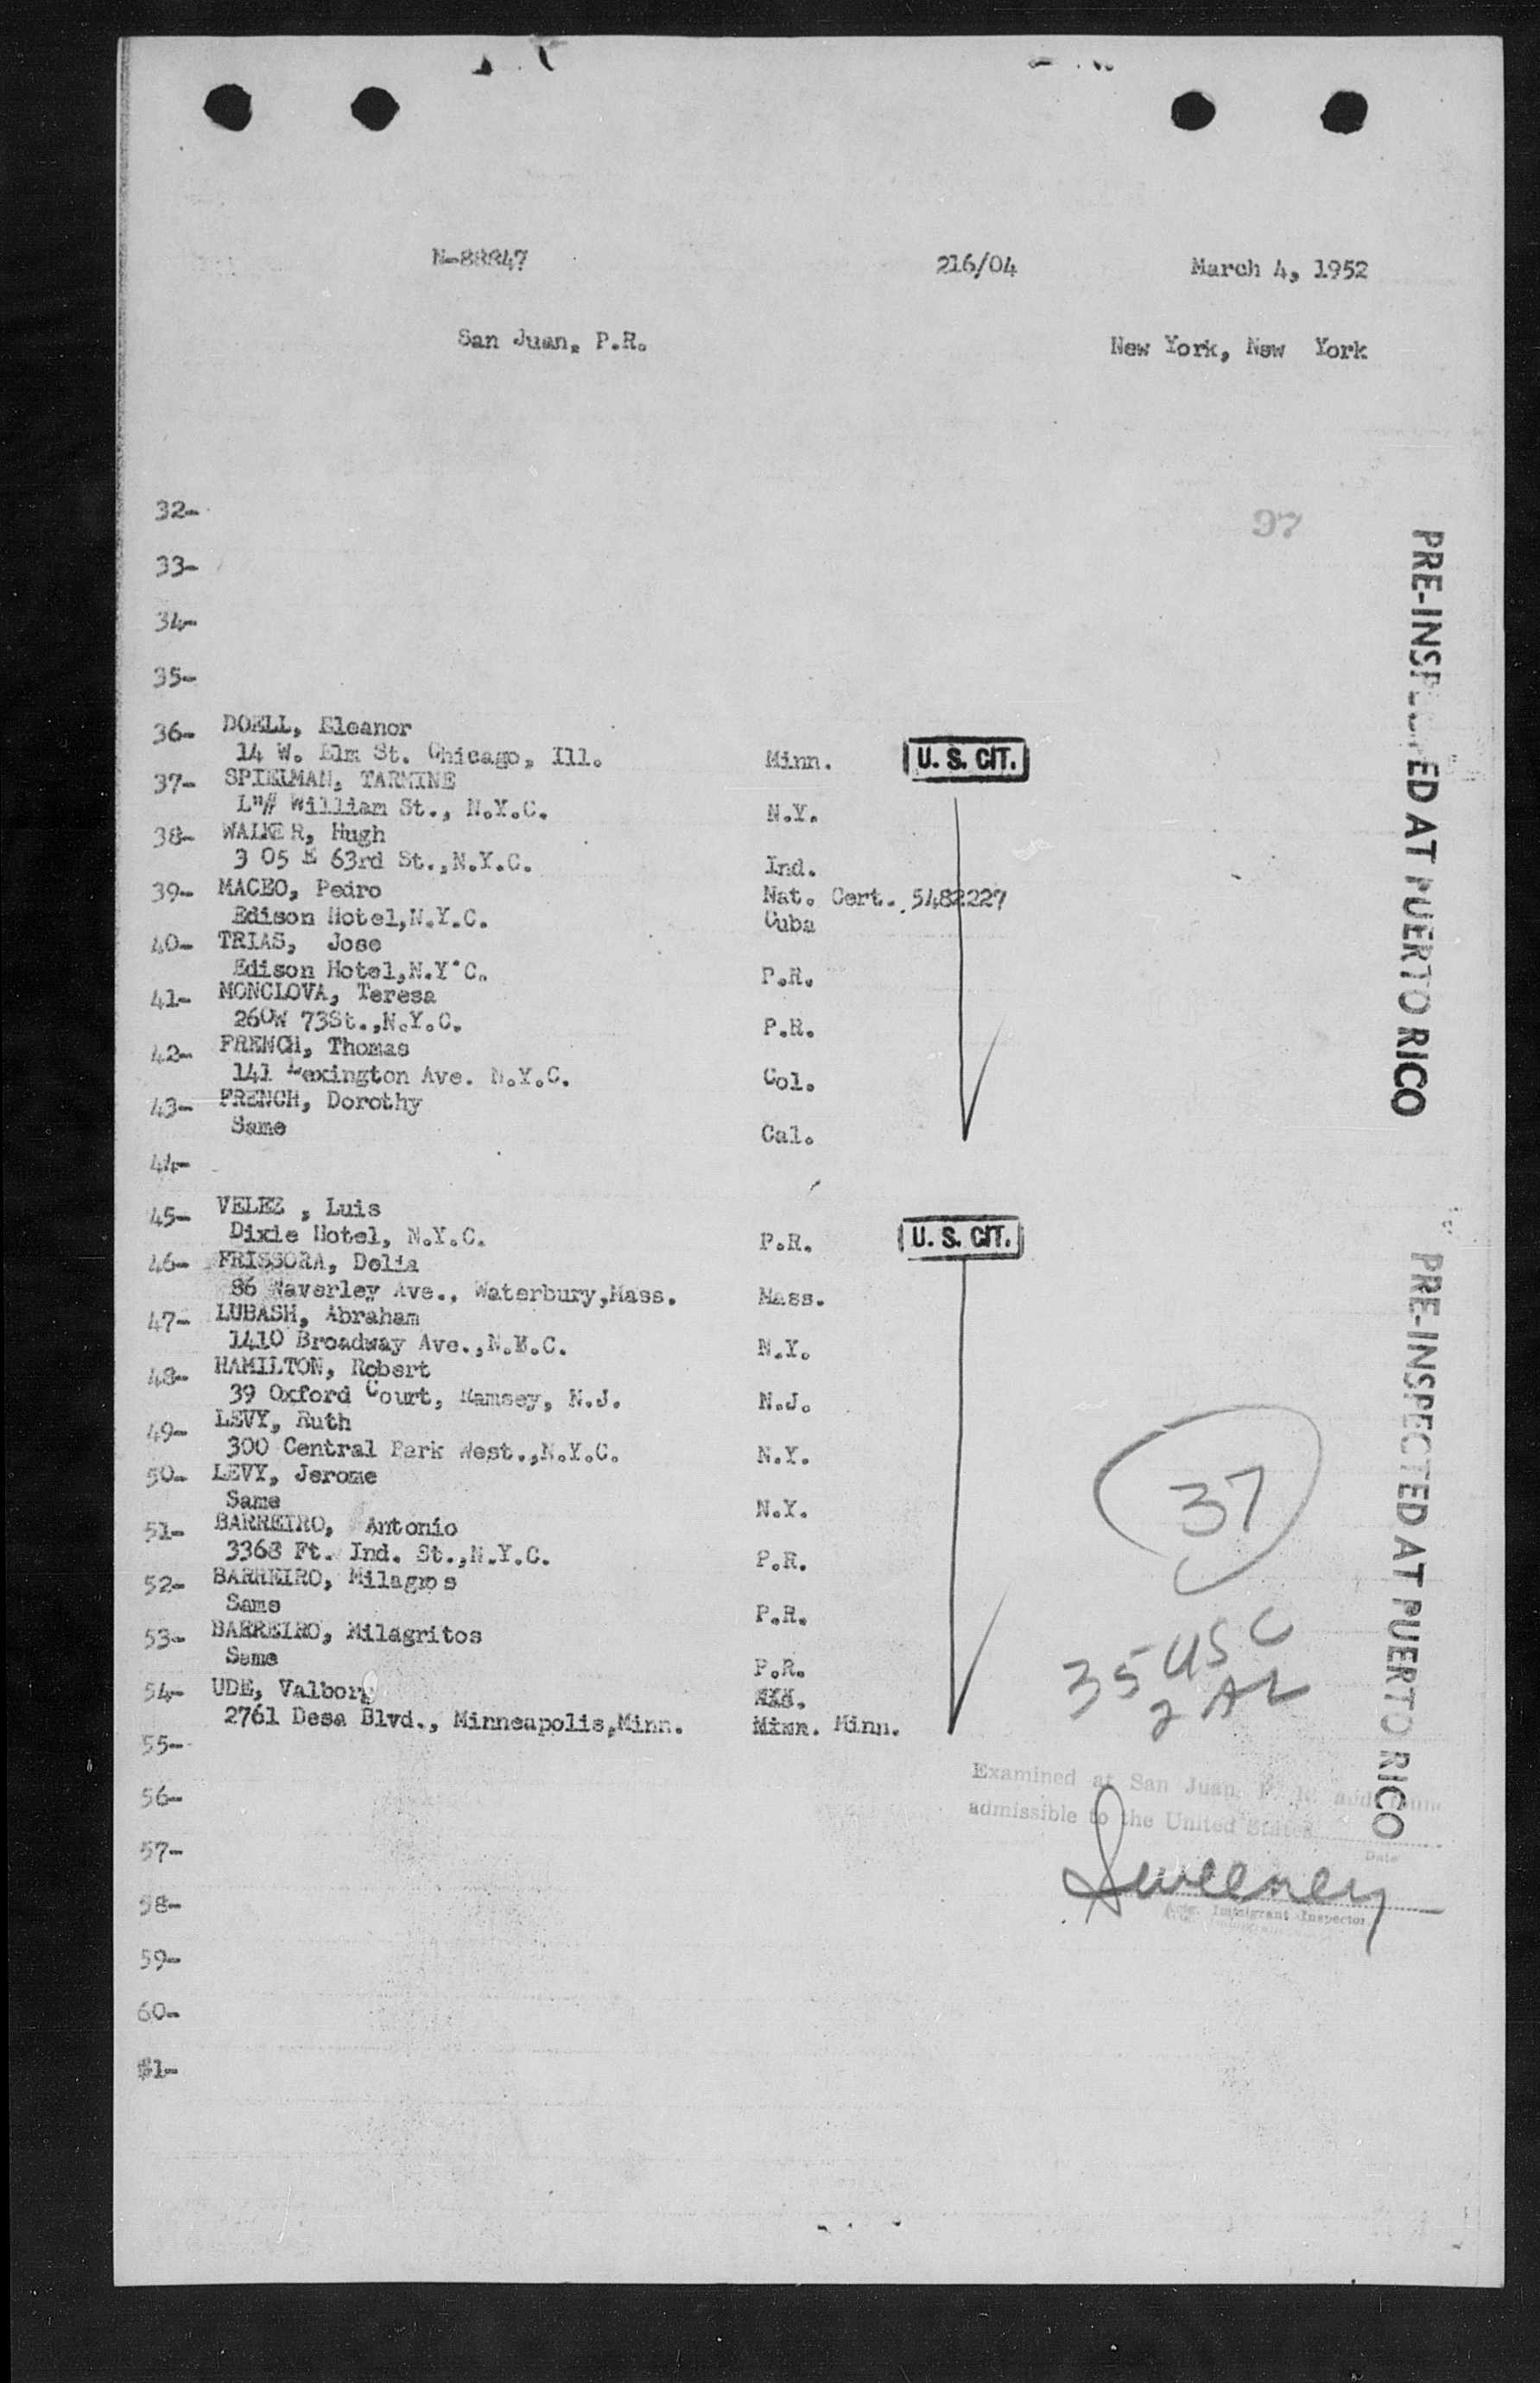 N-88847 216/04 March 4, 1952
San Juan, P.R. New York, New York
32-
97
33-
34-
35-
36- DOELL, Eleanor
14 W. Elm St. Chicago, Ill. Minn. U. S. CIT.
37- SPIELMAN, TARMINE
L"# William St., N.Y.C. N.Y.
38- WALKE R, Hugh
3 05 E 63rd St.,N.Y.C. Ind.
39- MACEO, Pedro Nat. Cert. 5482227
Edison Hotel,N.Y.C. Cuba
40- TRIAS, Jose
Edison Hotel,N.Y.C. P.R.
41- MONCLOVA, Teresa
260W 73St.,N.Y.C. P.R.
42- FRENCH, Thomas
141 Lexington Ave. N.Y.C. Col.
43- FRENCH, Dorothy
Same Cal.
44-
45- VELEZ , Luis
Dixie Hotel, N.Y.C. P.R. U. S. CIT.
46- FRISSORA, Delia
86 Waverley Ave., Waterbury,Mass. Mass.
47- LUBASH, Abraham
1410 Broadway Ave.,N.Y.C. N.Y.
48- HAMILTON, Robert
39 Oxford Court, Ramsey, N.J. N.J.
49- LEVY, Ruth
300 Central Park West.,N.Y.C. N.Y.
50- LEVY, Jerome
Same N.Y.
51- BARREIRO, Antonio
3368 Ft. Ind. St.,N.Y.C. P.R.
52- BARREIRO, Milagros
Same P.R.
53- BARREIRO, Milagritos
Same P.R.
54- UDE, Valborg
2761 Desa Blvd., Minneapolis,Minn. Minn. Minn.
55-
56-
57-
58-
59-
60-
61-
37
35 USC
2 AL
Examined at San Juan, P. R. and found
admissible to the United States
Date
Sweeney
Actg. Immigrant Inspector
PRE-INSPECTED AT PUERTO RICO
PRE-INSPECTED AT PUERTO RICO